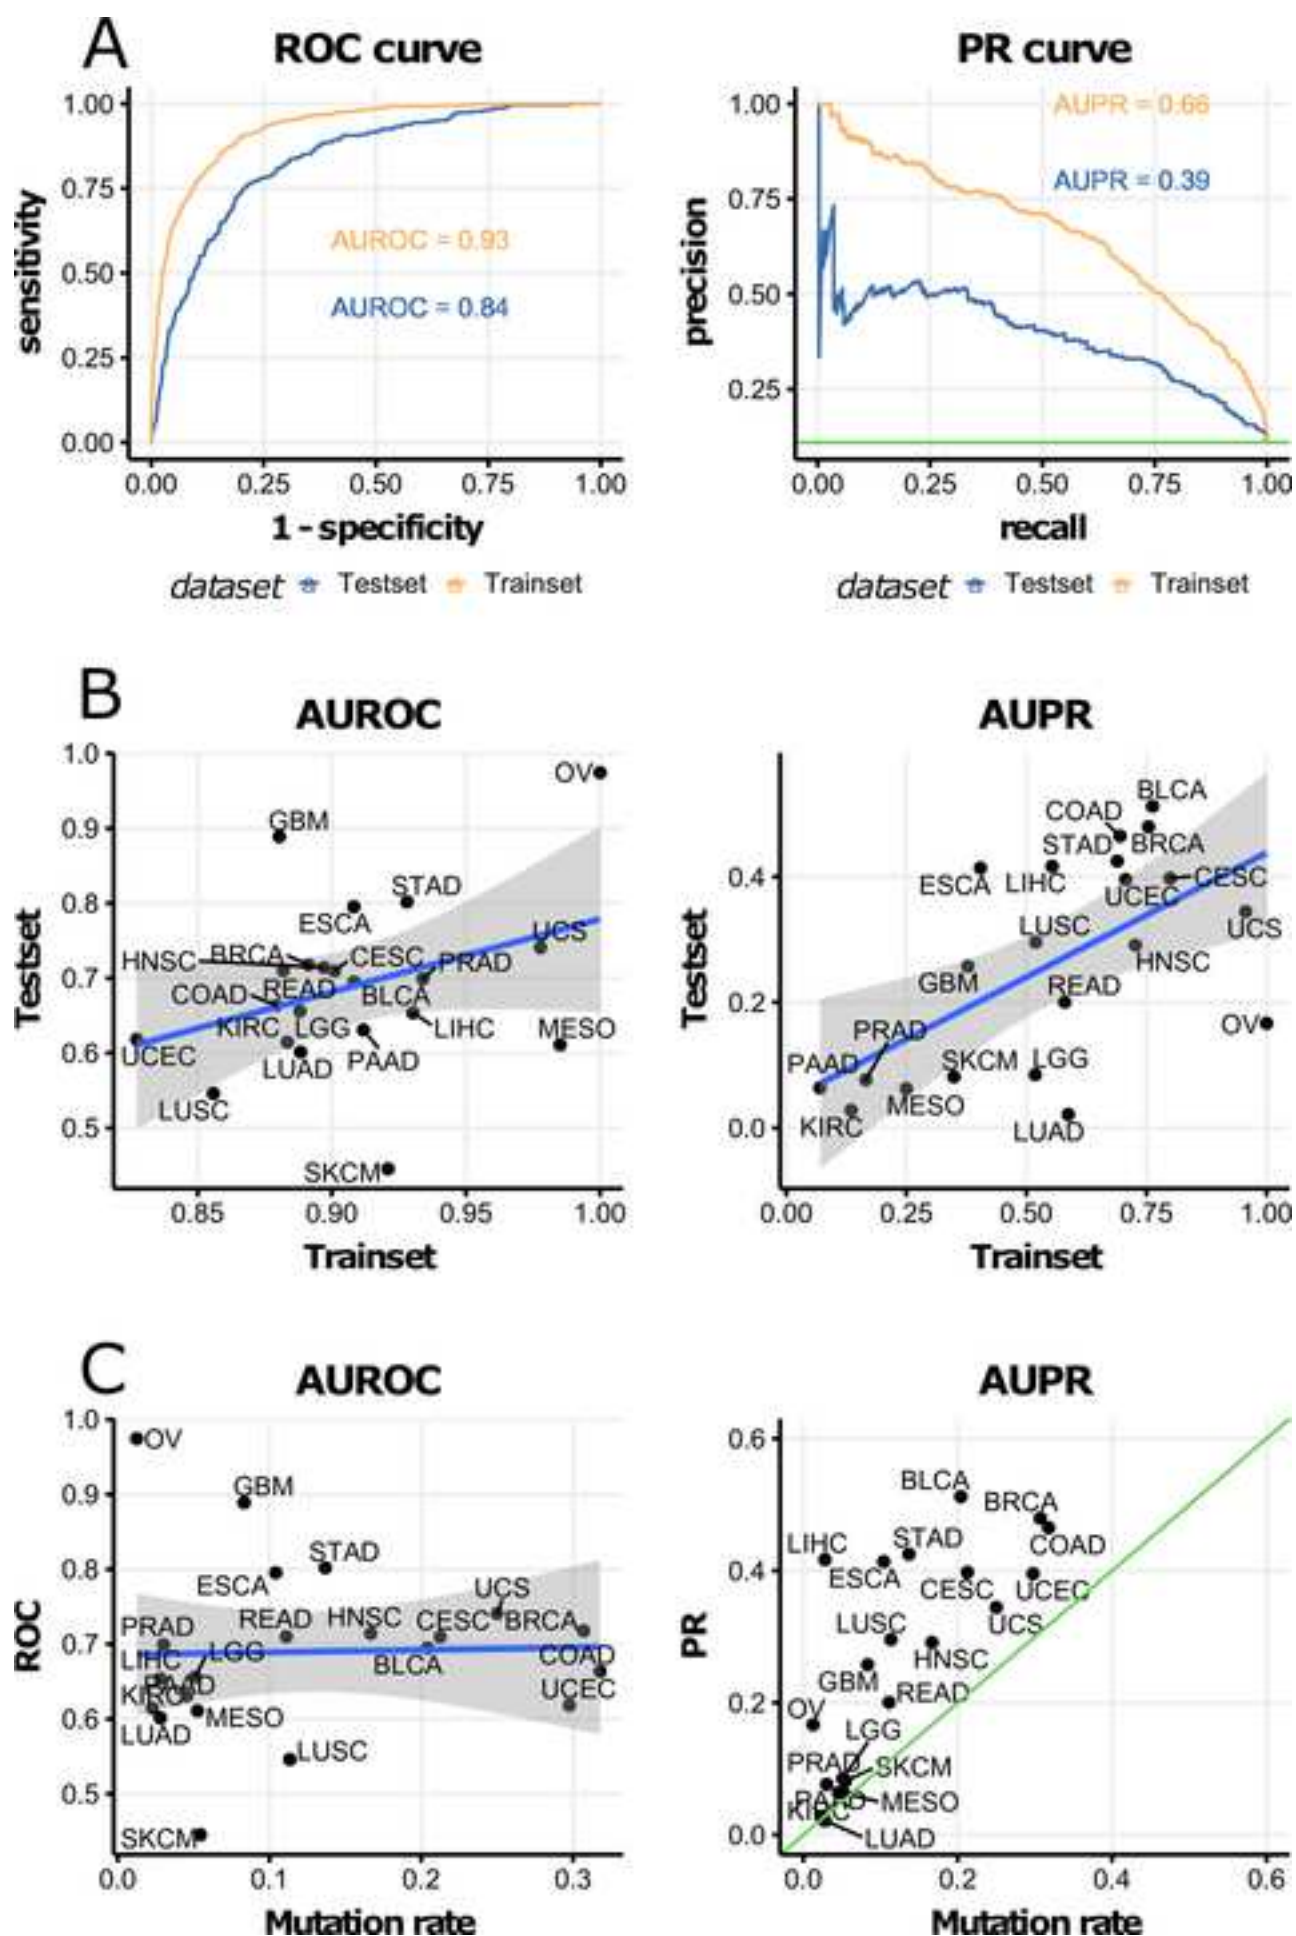 A
ROC curve
PR curve
1.00
0.75
0.50
0.25
0.00
sensitivity
AUROC = 0.93
AUROC = 0.84
0.00 0.25 0.50 0.75 1.00
1 - specificity
dataset Testset Trainset
1.00
0.75
0.50
0.25
precision
AUPR = 0.66
AUPR = 0.39
0.00 0.25 0.50 0.75 1.00
recall
dataset Testset Trainset
B
AUROC
1.0
0.9
0.8
0.7
0.6
0.5
Testset
OV
GBM
STAD
ESCA
UCS
HNSC
BRCA
CESC
PRAD
COAD
READ
BLCA
KIRC
LGG
LIHC
MESO
UCEC
LUAD
PAAD
LUSC
SKCM
0.85 0.90 0.95 1.00
Trainset
AUPR
0.4
0.2
0.0
Testset
BLCA
COAD
STAD
BRCA
ESCA
LIHC
UCEC
CESC
LUSC
UCS
HNSC
GBM
READ
OV
PRAD
PAAD
SKCM
LGG
MESO
KIRC
LUAD
0.00 0.25 0.50 0.75 1.00
Trainset
C
AUROC
1.0
0.9
0.8
0.7
0.6
0.5
ROC
OV
GBM
STAD
ESCA
UCS
PRAD
READ
HNSC
CESC
BRCA
LIHC
LGG
BLCA
COAD
PAAD
KIRC
UCEC
LUAD
MESO
LUSC
SKCM
0.0 0.1 0.2 0.3
Mutation rate
AUPR
0.6
0.4
0.2
0.0
PR
BLCA
BRCA
LIHC
STAD
COAD
ESCA
CESC
UCEC
LUSC
UCS
HNSC
GBM
READ
OV
LGG
PRAD
SKCM
PAAD
MESO
KIRC
LUAD
0.0 0.2 0.4 0.6
Mutation rate